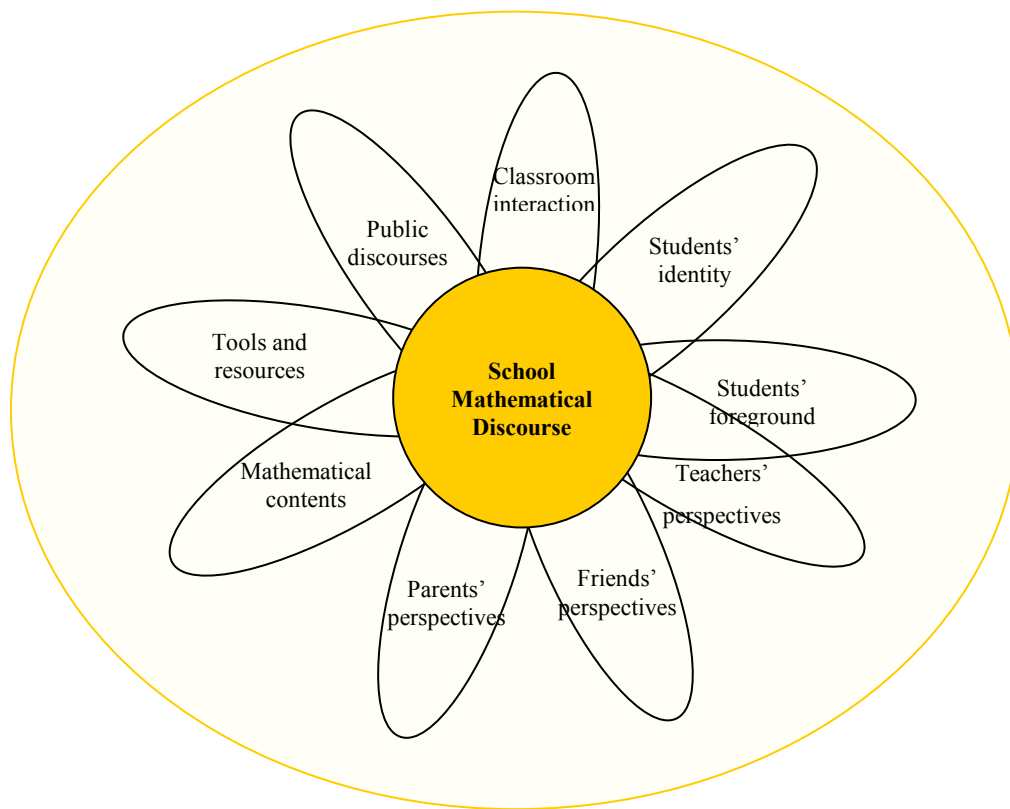 Classroom
interaction
Students’
identity
Public
discourses
Tools and
resources
School
Mathematical
Discourse
Students’
foreground
Teachers’
perspectives
Mathematical
contents
Friends’
perspectives
Parents’
perspectives